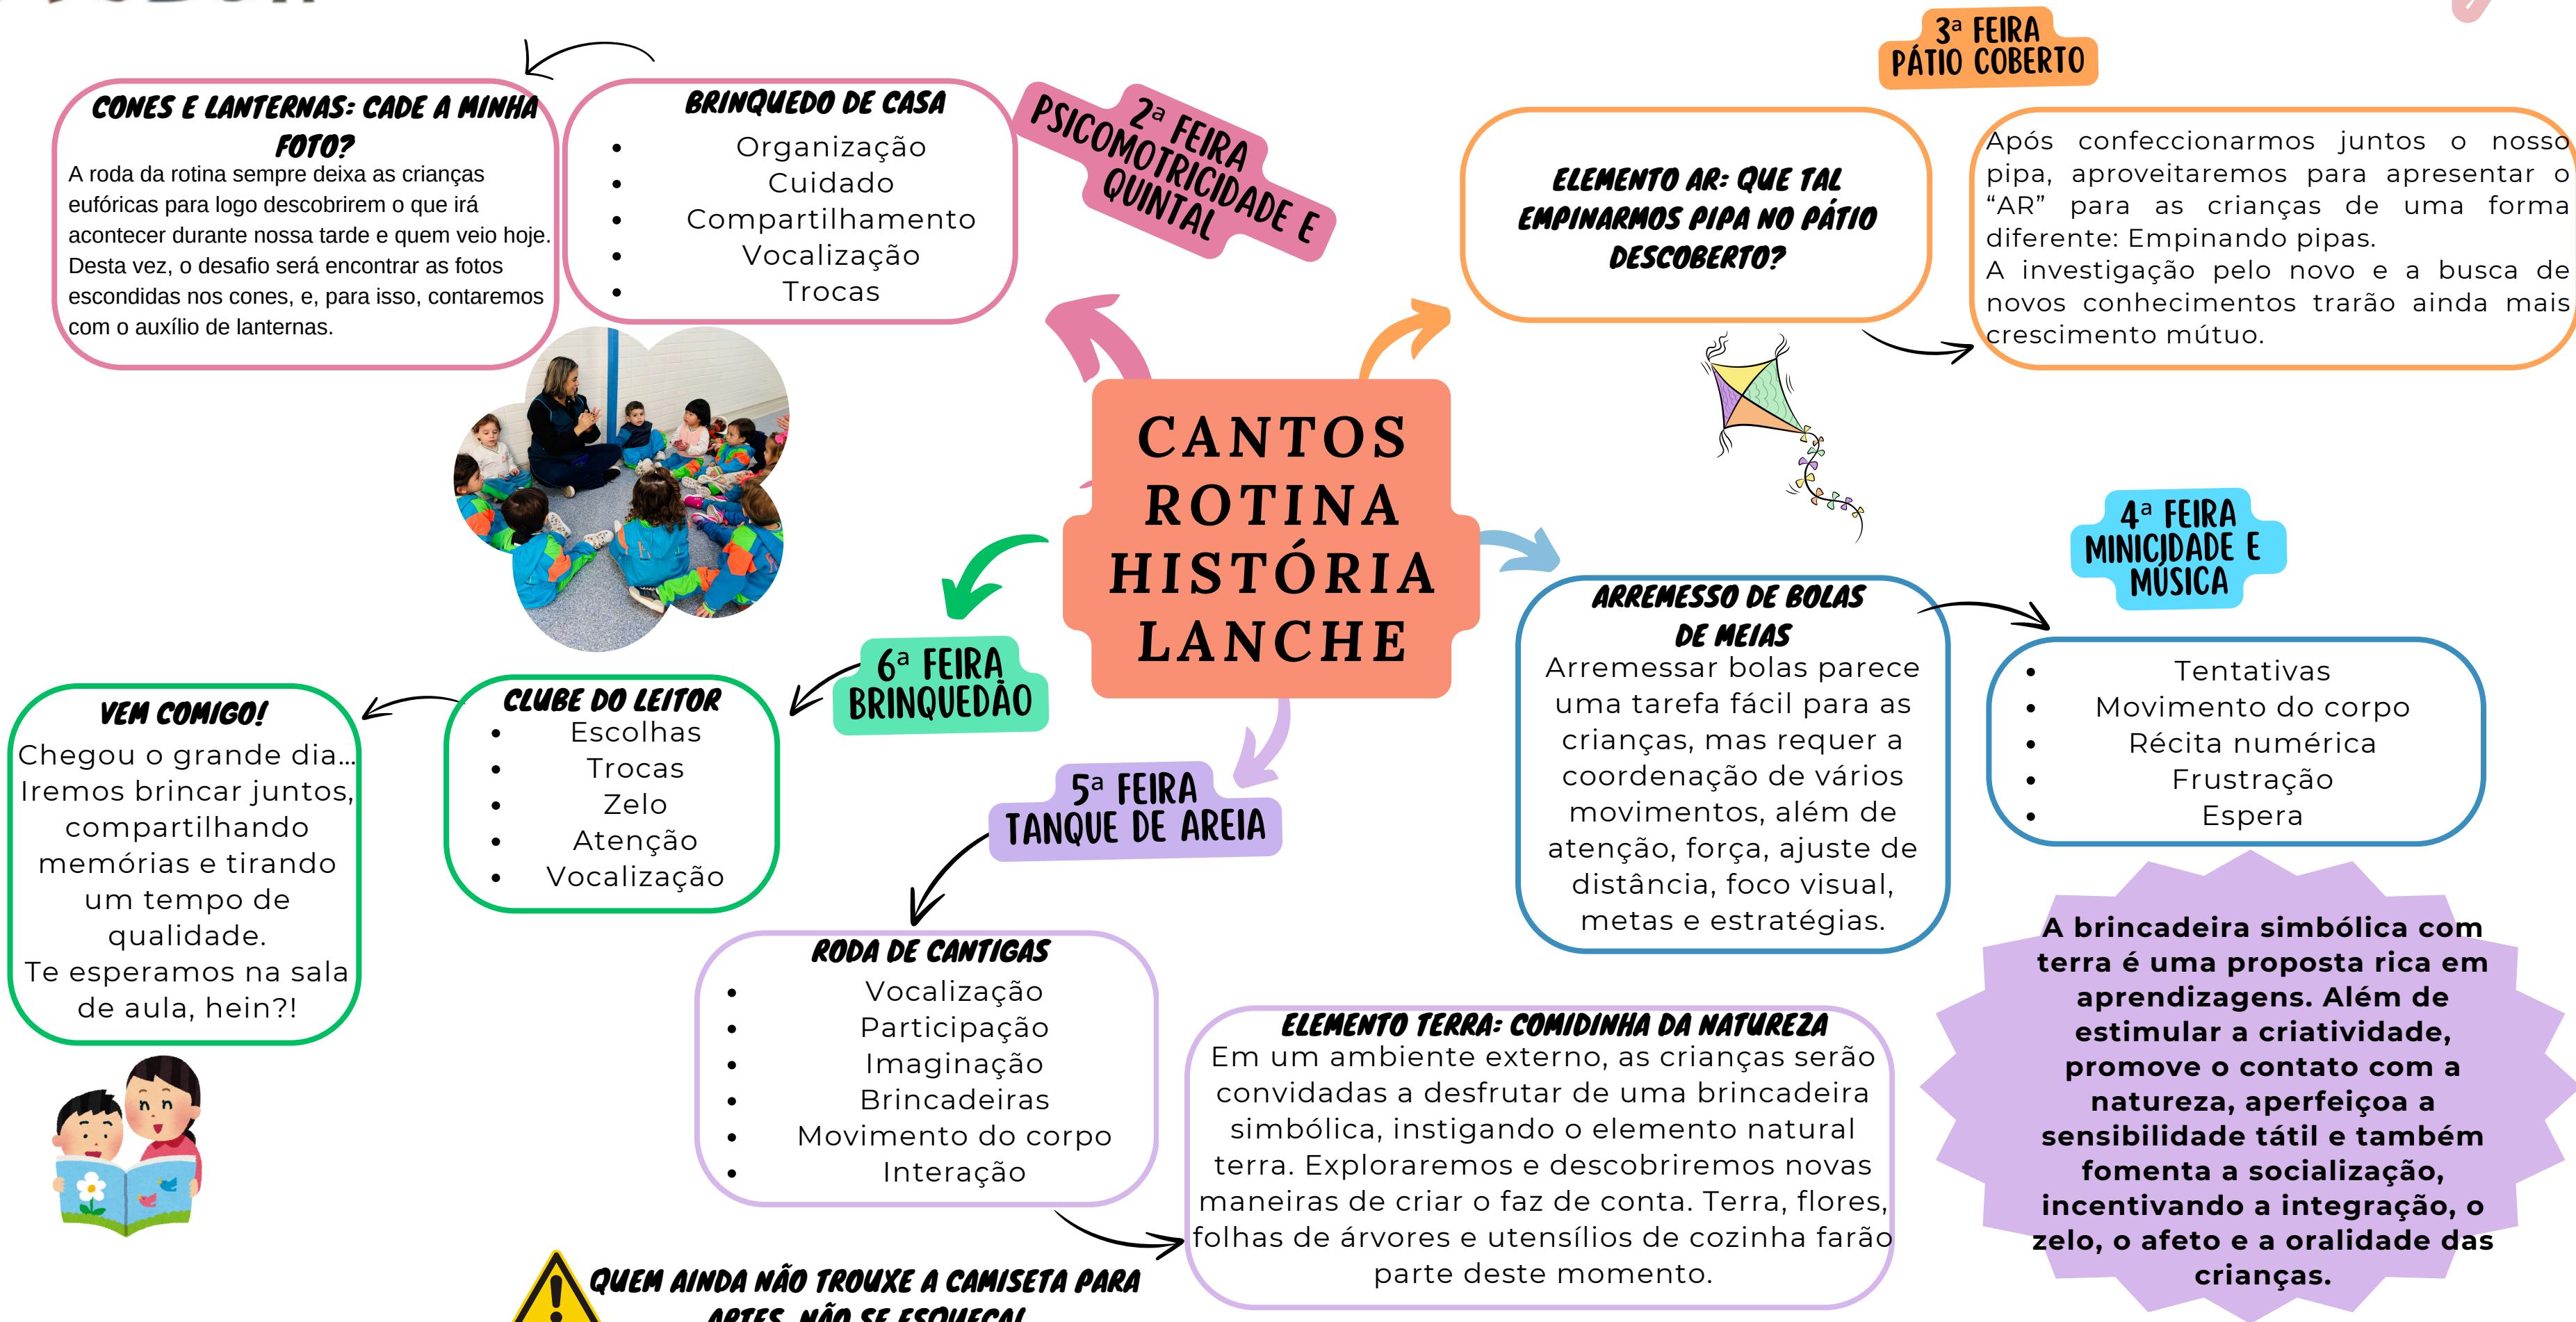 2ª FEIRA
PSICOMOTRICIDADE E
QUINTAL
BRINQUEDO DE CASA
• Organização
• Cuidado
• Compartilhamento
• Vocalização
• Trocas
CONES E LANTERNAS: CADE A MINHA
FOTO?
A roda da rotina sempre deixa as crianças
eufóricas para logo descobrirem o que irá
acontecer durante nossa tarde e quem veio hoje.
Desta vez, o desafio será encontrar as fotos
escondidas nos cones, e, para isso, contaremos
com o auxílio de lanternas.
3ª FEIRA
PÁTIO COBERTO
ELEMENTO AR: QUE TAL
EMPINARMOS PIPA NO PÁTIO
DESCOBERTO?
Após confeccionarmos juntos o nosso
pipa, aproveitaremos para apresentar o
“AR” para as crianças de uma forma
diferente: Empinando pipas.
A investigação pelo novo e a busca de
novos conhecimentos trarão ainda mais
crescimento mútuo.
CANTOS
ROTINA
HISTÓRIA
LANCHE
4ª FEIRA
MINICIDADE E
MÚSICA
ARREMESSO DE BOLAS
DE MEIAS
Arremessar bolas parece
uma tarefa fácil para as
crianças, mas requer a
coordenação de vários
movimentos, além de
atenção, força, ajuste de
distância, foco visual,
metas e estratégias.
• Tentativas
• Movimento do corpo
• Récita numérica
• Frustração
• Espera
5ª FEIRA
TANQUE DE AREIA
RODA DE CANTIGAS
• Vocalização
• Participação
• Imaginação
• Brincadeiras
• Movimento do corpo
• Interação
ELEMENTO TERRA: COMIDINHA DA NATUREZA
Em um ambiente externo, as crianças serão
convidadas a desfrutar de uma brincadeira
simbólica, instigando o elemento natural
terra. Exploraremos e descobriremos novas
maneiras de criar o faz de conta. Terra, flores,
folhas de árvores e utensílios de cozinha farão
parte deste momento.
A brincadeira simbólica com
terra é uma proposta rica em
aprendizagens. Além de
estimular a criatividade,
promove o contato com a
natureza, aperfeiçoa a
sensibilidade tátil e também
fomenta a socialização,
incentivando a integração, o
zelo, o afeto e a oralidade das
crianças.
6ª FEIRA
BRINQUEDÃO
CLUBE DO LEITOR
• Escolhas
• Trocas
• Zelo
• Atenção
• Vocalização
VEM COMIGO!
Chegou o grande dia...
Iremos brincar juntos,
compartilhando
memórias e tirando
um tempo de
qualidade.
Te esperamos na sala
de aula, hein?!
QUEM AINDA NÃO TROUXE A CAMISETA PARA
ARTES, NÃO SE ESQUEÇA!